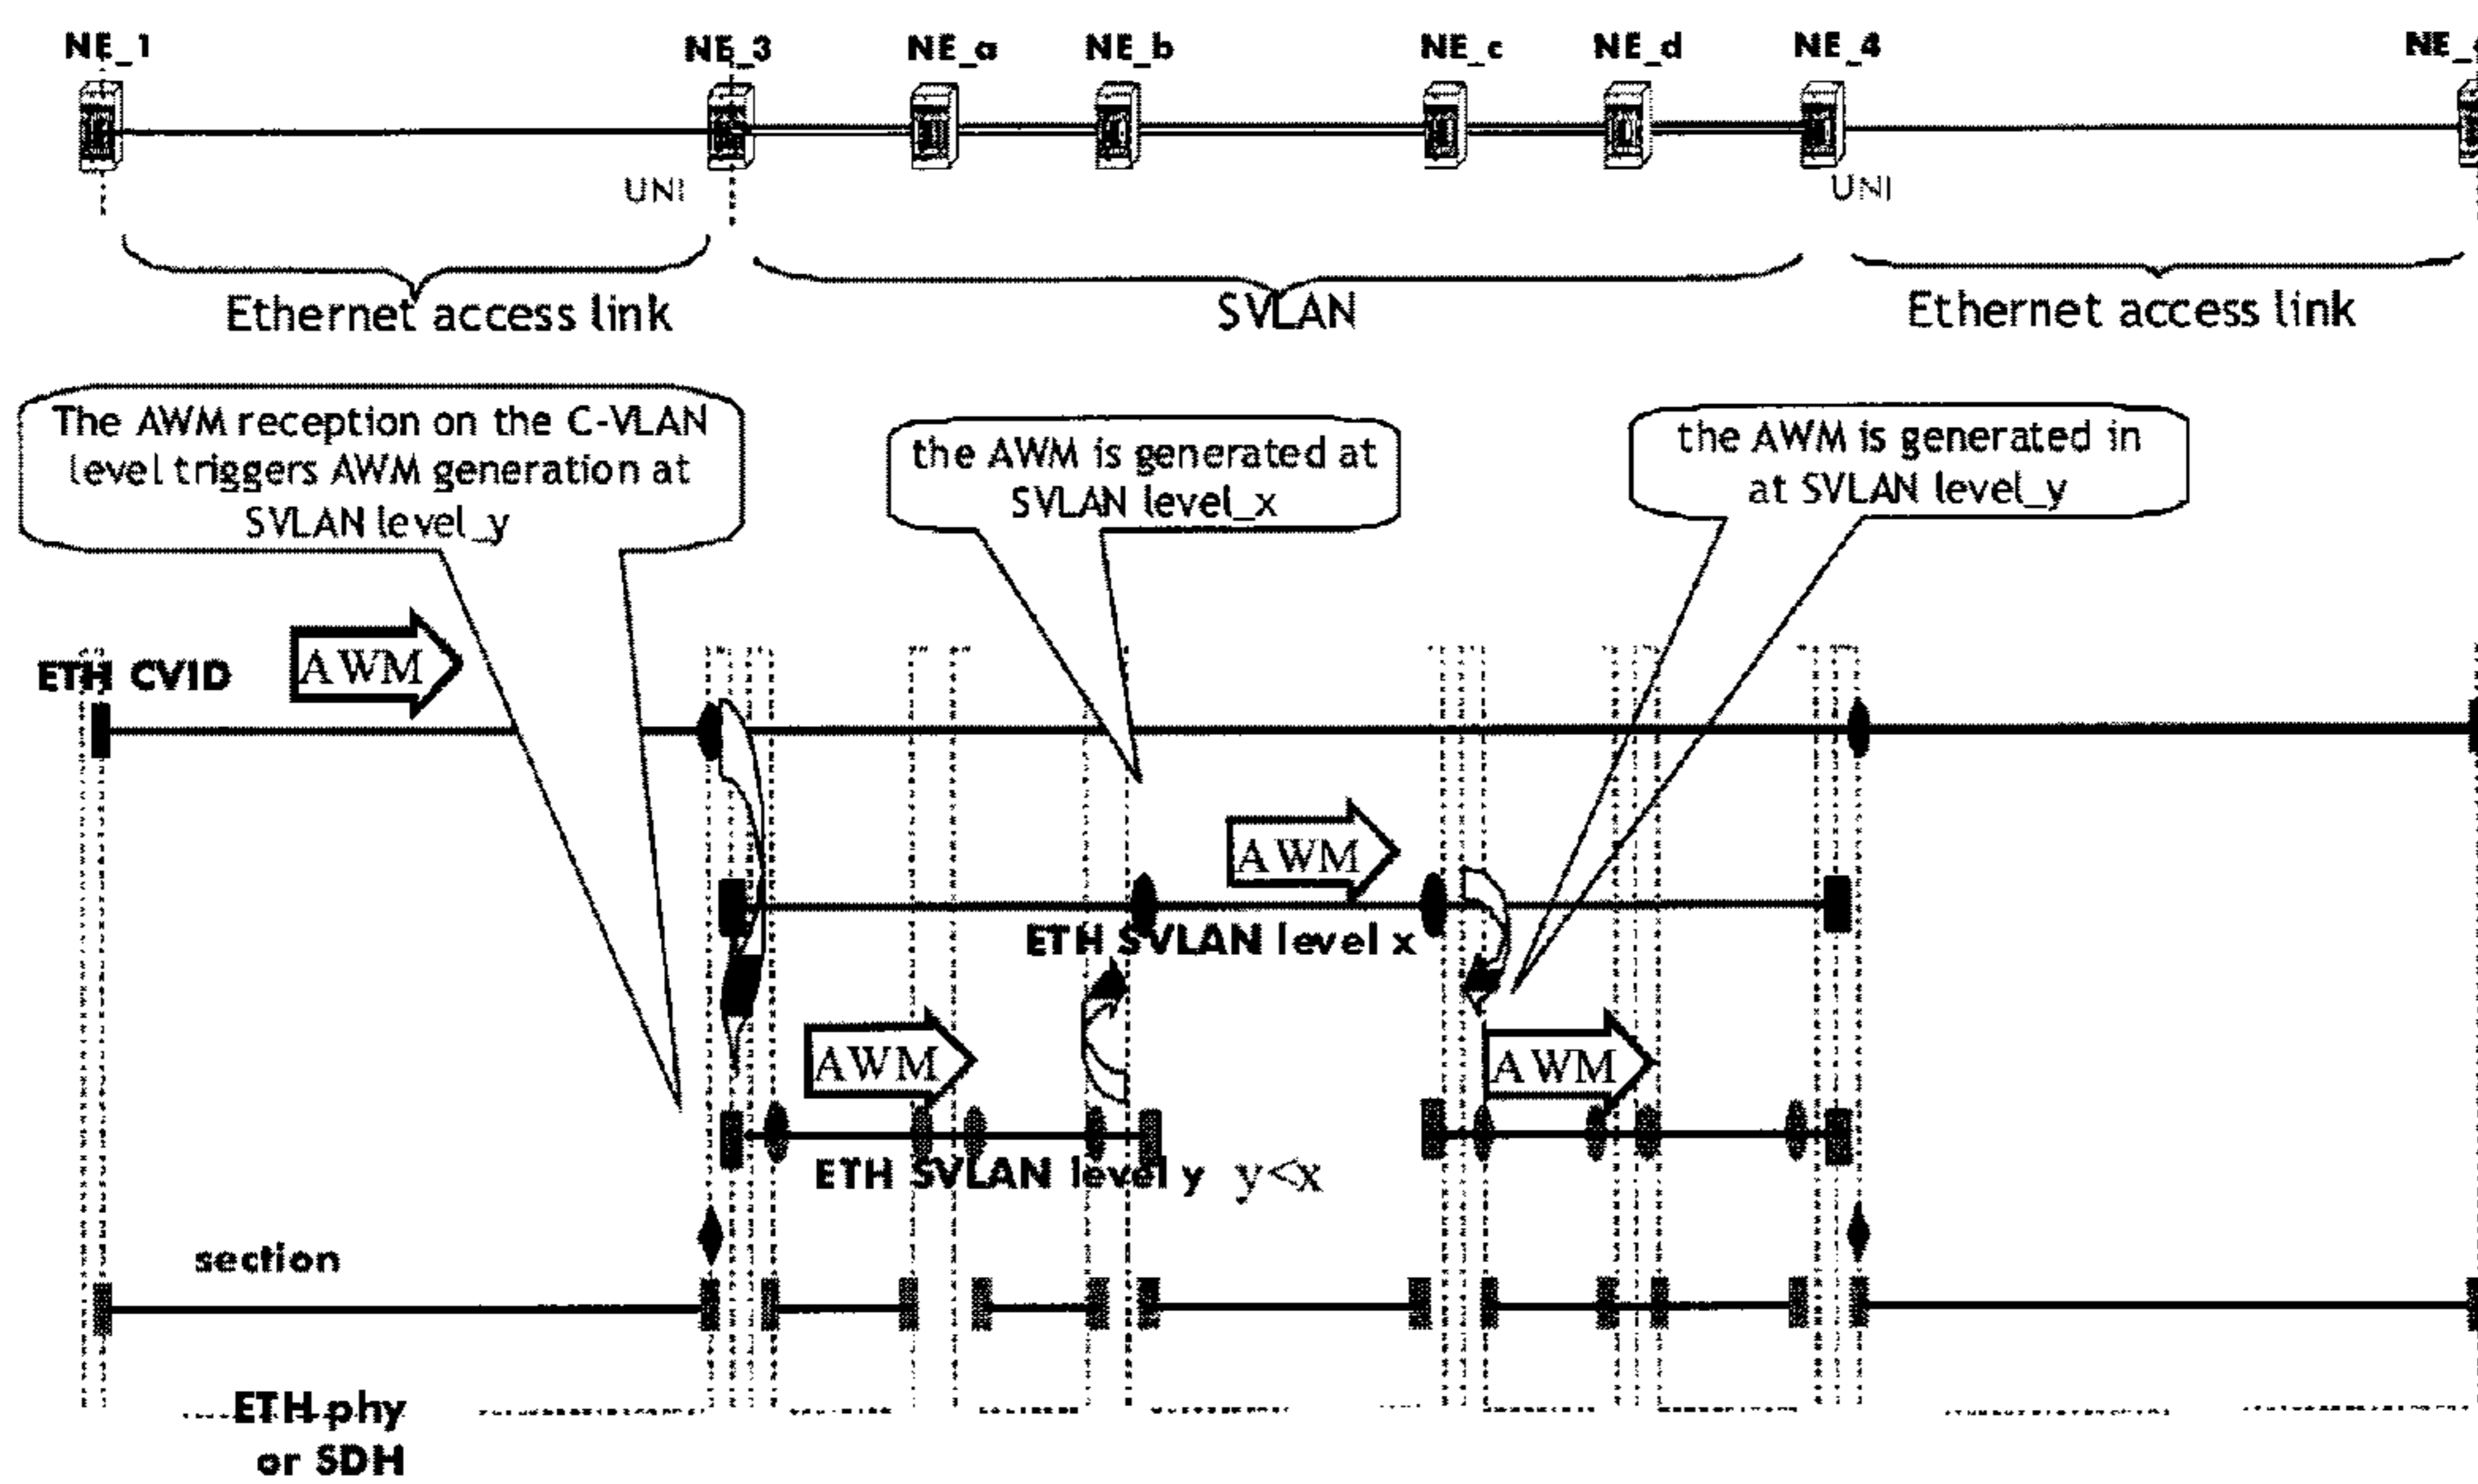 NE_1
NE_3
NE_a
NE_b
NE_c
NE_d
NE_4
UNI
UNI
Ethernet access link
SVLAN
Ethernet access link
The AWM reception on the C-VLAN
level triggers AWM generation at
SVLAN level_y
the AWM is generated at
SVLAN level_x
the AWM is generated in
at SVLAN level_y
ETH CVID
AWM
AWM
ETH SVLAN level x
AWM
AWM
ETH SVLAN level y y<x
section
ETH phy
or SDH